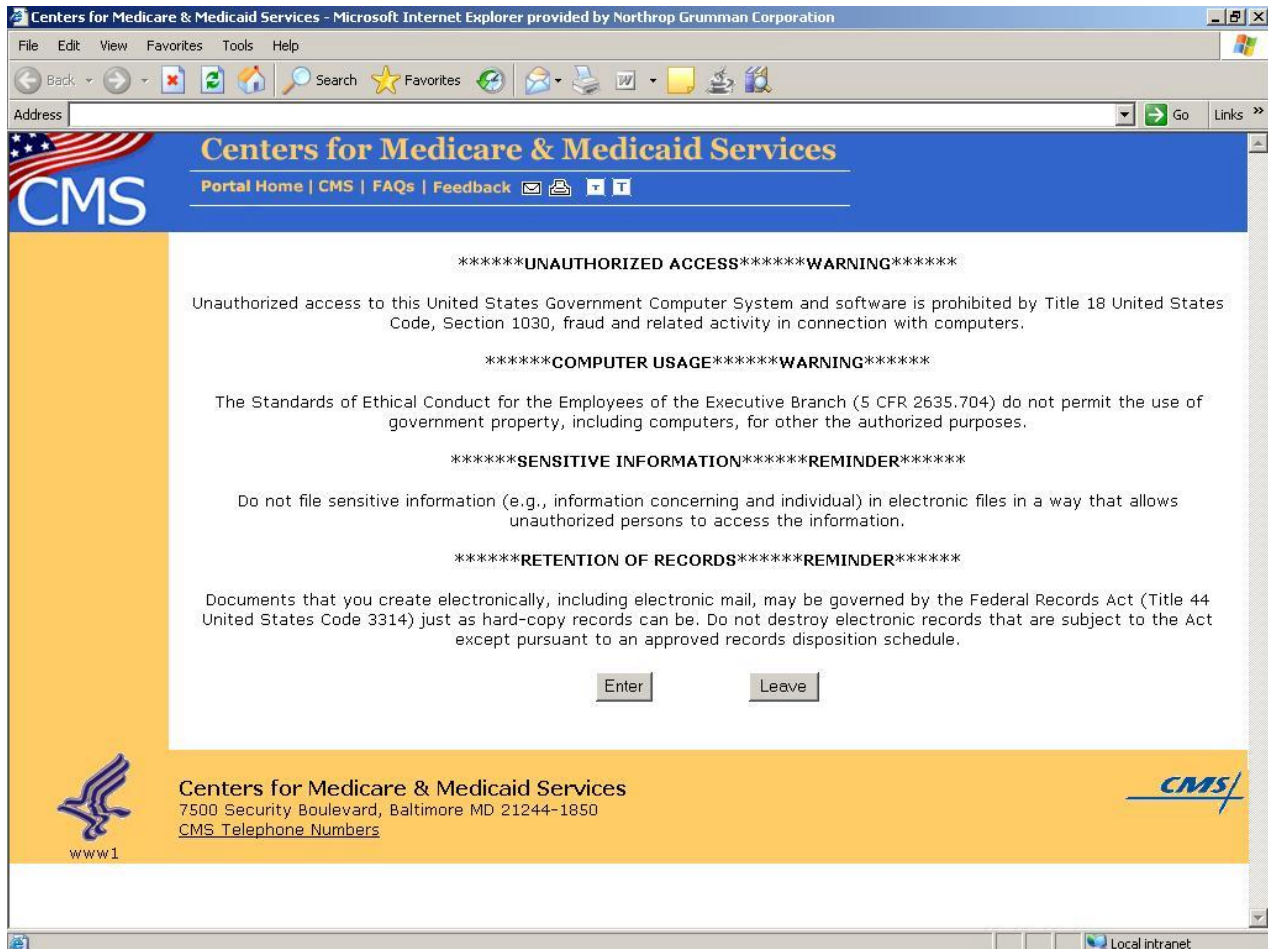 Centers for Medicare & Medicaid Services - Microsoft Internet Explorer provided by Northrop Grumman Corporation
File Edit View Favorites Tools Help
Back Search Favorites
Address Go Links »
CMS
Centers for Medicare & Medicaid Services
Portal Home | CMS | FAQs | Feedback T T
******UNAUTHORIZED ACCESS******WARNING******
Unauthorized access to this United States Government Computer System and software is prohibited by Title 18 United States
Code, Section 1030, fraud and related activity in connection with computers.
******COMPUTER USAGE******WARNING******
The Standards of Ethical Conduct for the Employees of the Executive Branch (5 CFR 2635.704) do not permit the use of
government property, including computers, for other the authorized purposes.
******SENSITIVE INFORMATION******REMINDER******
Do not file sensitive information (e.g., information concerning and individual) in electronic files in a way that allows
unauthorized persons to access the information.
******RETENTION OF RECORDS******REMINDER******
Documents that you create electronically, including electronic mail, may be governed by the Federal Records Act (Title 44
United States Code 3314) just as hard-copy records can be. Do not destroy electronic records that are subject to the Act
except pursuant to an approved records disposition schedule.
Enter Leave
Centers for Medicare & Medicaid Services
7500 Security Boulevard, Baltimore MD 21244-1850
CMS Telephone Numbers
www1
CMS
Local intranet